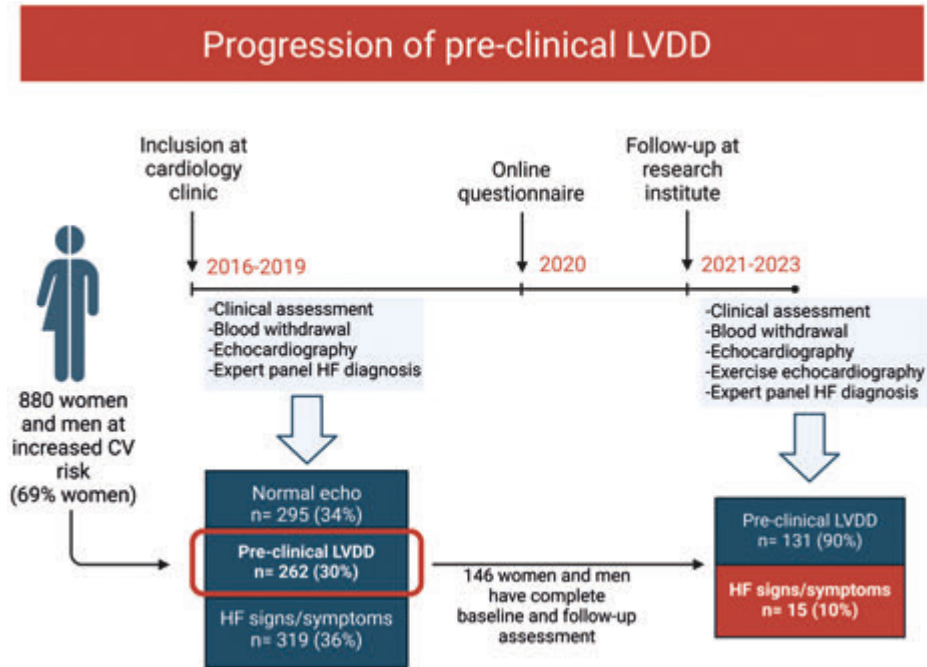 Progression of pre-clinical LVDD
Inclusion at
cardiology
clinic
Online
questionnaire
Follow-up at
research
institute
2016-2019
2020
2021-2023
-Clinical assessment
-Blood withdrawal
-Echocardiography
-Expert panel HF diagnosis
-Clinical assessment
-Blood withdrawal
-Echocardiography
-Exercise echocardiography
-Expert panel HF diagnosis
880 women
and men at
increased CV
risk
(69% women)
Normal echo
n= 295 (34%)
Pre-clinical LVDD
n= 262 (30%)
HF signs/symptoms
n= 319 (36%)
146 women and men
have complete
baseline and follow-up
assessment
Pre-clinical LVDD
n= 131 (90%)
HF signs/symptoms
n= 15 (10%)